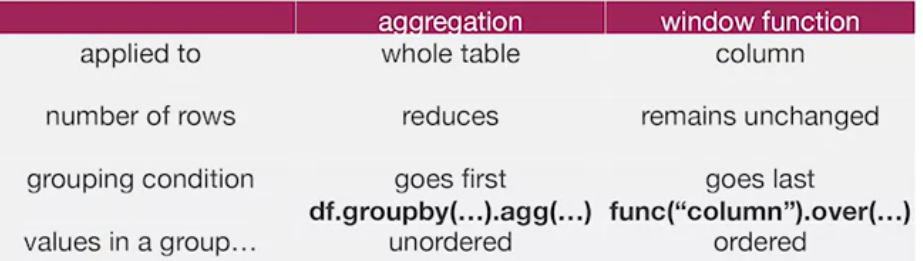 aggregation window function
applied to whole table column
number of rows reduces remains unchanged
grouping condition goes first goes last
df.groupby(…).agg(…) func(“column”).over(…)
values in a group… unordered ordered